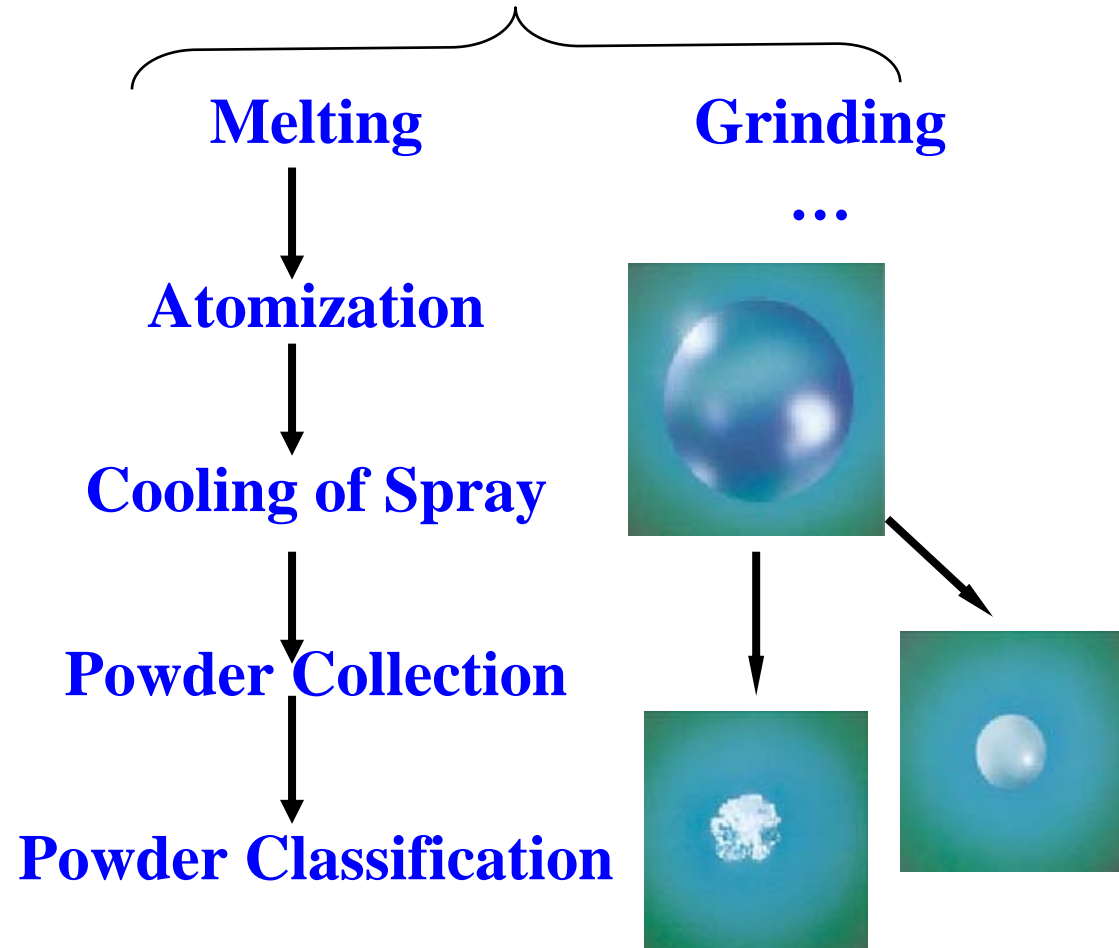 Melting
Grinding
...
Atomization
Cooling of Spray
Powder Collection
Powder Classification